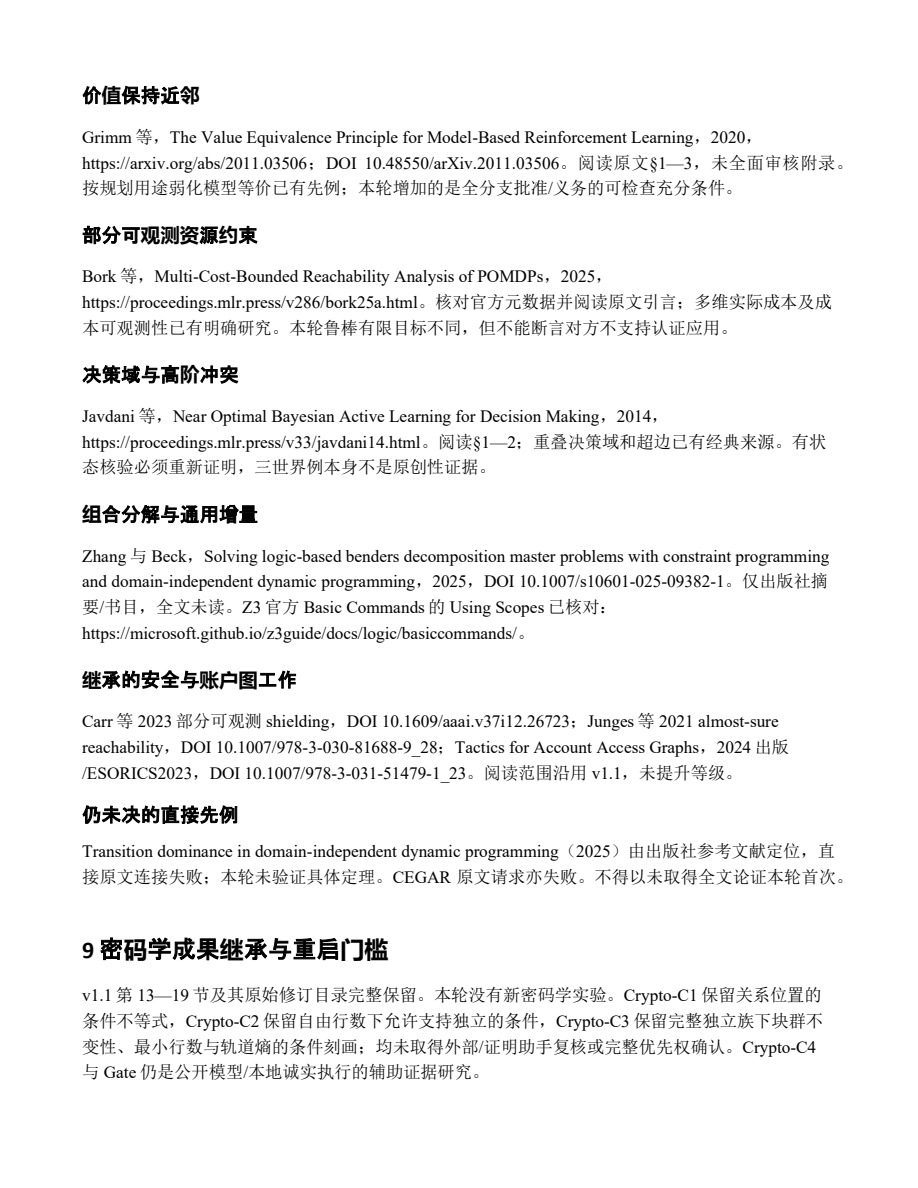 价值保持近邻
Grimm 等，The Value Equivalence Principle for Model-Based Reinforcement Learning，2020，
https://arxiv.org/abs/2011.03506；DOI 10.48550/arXiv.2011.03506。阅读原文§1—3，未全面审核附录。
按规划用途弱化模型等价已有先例；本轮增加的是全分支批准/义务的可检查充分条件。
部分可观测资源约束
Bork 等，Multi-Cost-Bounded Reachability Analysis of POMDPs，2025，
https://proceedings.mlr.press/v286/bork25a.html。核对官方元数据并阅读原文引言；多维实际成本及成
本可观测性已有明确研究。本轮鲁棒有限目标不同，但不能断言对方不支持认证应用。
决策域与高阶冲突
Javdani 等，Near Optimal Bayesian Active Learning for Decision Making，2014，
https://proceedings.mlr.press/v33/javdani14.html。阅读§1—2；重叠决策域和超边已有经典来源。有状
态核验必须重新证明，三世界例本身不是原创性证据。
组合分解与通用增量
Zhang 与 Beck，Solving logic-based benders decomposition master problems with constraint programming
and domain-independent dynamic programming，2025，DOI 10.1007/s10601-025-09382-1。仅出版社摘
要/书目，全文未读。Z3 官方 Basic Commands 的 Using Scopes 已核对：
https://microsoft.github.io/z3guide/docs/logic/basiccommands/。
继承的安全与账户图工作
Carr 等 2023 部分可观测 shielding，DOI 10.1609/aaai.v37i12.26723；Junges 等 2021 almost-sure
reachability，DOI 10.1007/978-3-030-81688-9_28；Tactics for Account Access Graphs，2024 出版
/ESORICS2023，DOI 10.1007/978-3-031-51479-1_23。阅读范围沿用 v1.1，未提升等级。
仍未决的直接先例
Transition dominance in domain-independent dynamic programming（2025）由出版社参考文献定位，直
接原文连接失败；本轮未验证具体定理。CEGAR 原文请求亦失败。不得以未取得全文论证本轮首次。
9 密码学成果继承与重启门槛
v1.1 第 13—19 节及其原始修订目录完整保留。本轮没有新密码学实验。Crypto-C1 保留关系位置的
条件不等式，Crypto-C2 保留自由行数下允许支持独立的条件，Crypto-C3 保留完整独立族下块群不
变性、最小行数与轨道熵的条件刻画；均未取得外部/证明助手复核或完整优先权确认。Crypto-C4
与 Gate 仍是公开模型/本地诚实执行的辅助证据研究。